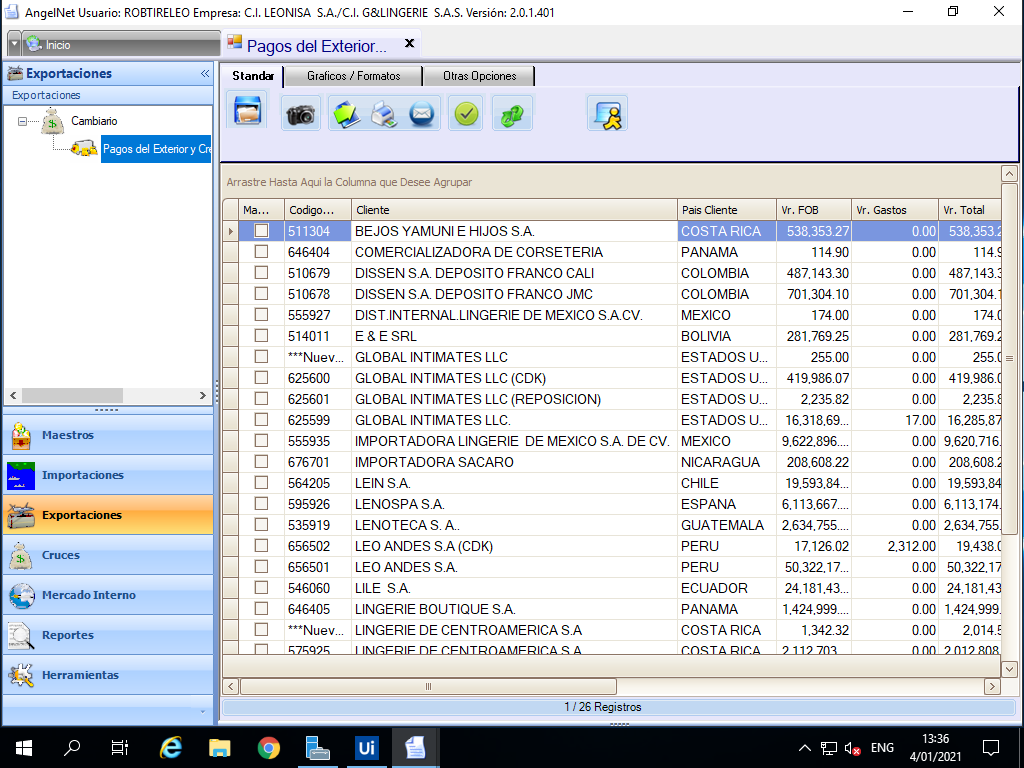 AngelNet Usuario: ROBTIRELEO Empresa: C.I. LEONISA  S.A./C.I. G&LINGERIE  S.A.S. Versión: 2.0.1.401
Inicio
Pagos del Exterior...
Exportaciones
Standar
Graficos / Formatos
Otras Opciones
Exportaciones
Cambiario
Pagos del Exterior y Cre
Arrastre Hasta Aqui la Columna que Desee Agrupar
Ma... Codigo... Cliente Pais Cliente Vr. FOB Vr. Gastos Vr. Total
511304 BEJOS YAMUNI E HIJOS S.A. COSTA RICA 538,353.27 0.00 538,353.2
646404 COMERCIALIZADORA DE CORSETERIA PANAMA 114.90 0.00 114.9
510679 DISSEN S.A. DEPOSITO FRANCO CALI COLOMBIA 487,143.30 0.00 487,143.3
510678 DISSEN S.A. DEPOSITO FRANCO JMC COLOMBIA 701,304.10 0.00 701,304.1
555927 DIST.INTERNAL.LINGERIE DE MEXICO S.A.CV. MEXICO 174.00 0.00 174.0
514011 E & E SRL BOLIVIA 281,769.25 0.00 281,769.2
***Nuev... GLOBAL INTIMATES LLC ESTADOS U... 255.00 0.00 255.0
625600 GLOBAL INTIMATES LLC (CDK) ESTADOS U... 419,986.07 0.00 419,986.0
625601 GLOBAL INTIMATES LLC (REPOSICION) ESTADOS U... 2,235.82 0.00 2,235.8
625599 GLOBAL INTIMATES LLC. ESTADOS U... 16,318,69... 17.00 16,285,87
555935 IMPORTADORA LINGERIE  DE MEXICO S.A. DE CV. MEXICO 9,622,896.... 0.00 9,620,716.
676701 IMPORTADORA SACARO NICARAGUA 208,608.22 0.00 208,608.2
564205 LEIN S.A. CHILE 19,593,84... 0.00 19,593,84
595926 LENOSPA S.A. ESPANA 6,113,667.... 0.00 6,113,174.
535919 LENOTECA S. A.. GUATEMALA 2,634,755.... 0.00 2,634,755.
656502 LEO ANDES S.A (CDK) PERU 17,126.02 2,312.00 19,438.0
656501 LEO ANDES S.A. PERU 50,322,17... 0.00 50,322,17
546060 LILE  S.A. ECUADOR 24,181,43... 0.00 24,181,43
646405 LINGERIE BOUTIQUE S.A. PANAMA 1,424,999.... 0.00 1,424,999.
***Nuev... LINGERIE DE CENTROAMERICA S.A COSTA RICA 1,342.32 0.00 2,014.5
575925 LINGERIE DE CENTROAMERICA S.A COSTA RICA 2,112,703.... 0.00 2,012,808.
Maestros
Importaciones
Exportaciones
Cruces
Mercado Interno
Reportes
Herramientas
1 / 26 Registros
Ui
ENG
13:36
4/01/2021